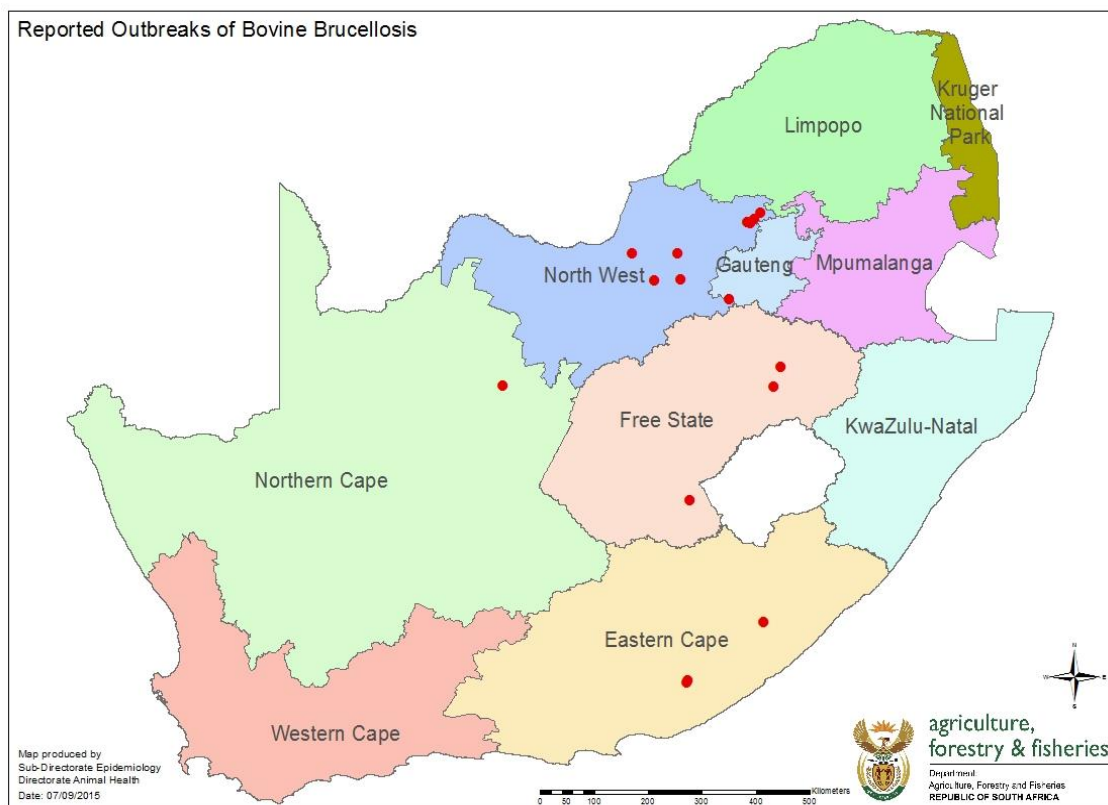 Reported Outbreaks of Bovine Brucellosis
Kruger
National
Park
Limpopo
North West
Gauteng
Mpumalanga
Free State
KwaZulu-Natal
Northern Cape
Eastern Cape
Western Cape
N
W E
S
agriculture,
forestry & fisheries
Department:
Agriculture, Forestry and Fisheries
REPUBLIC OF SOUTH AFRICA
Map produced by
Sub-Directorate Epidemiology
Directorate Animal Health
Date: 07/09/2015
Kilometers
0 50 100 200 300 400 500